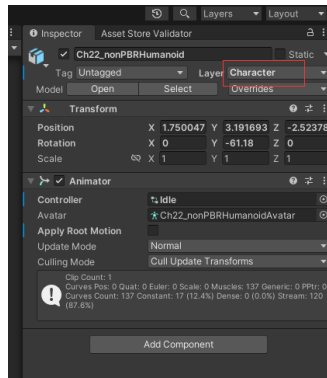 Layers Layout
Inspector Asset Store Validator
Ch22_nonPBRHumanoid Static
Tag Untagged Layer Character
Model Open Select Overrides
Transform
Position X 1.750047 Y 3.191693 Z -2.52378
Rotation X 0 Y -61.18 Z 0
Scale X 1 Y 1 Z 1
Animator
Controller Idle
Avatar Ch22_nonPBRHumanoidAvatar
Apply Root Motion
Update Mode Normal
Culling Mode Cull Update Transforms
Clip Count: 1
Curves Pos: 0 Quat: 0 Euler: 0 Scale: 0 Muscles: 137 Generic: 0 PPtr: 0
Curves Count: 137 Constant: 17 (12.4%) Dense: 0 (0.0%) Stream: 120
(87.6%)
Add Component